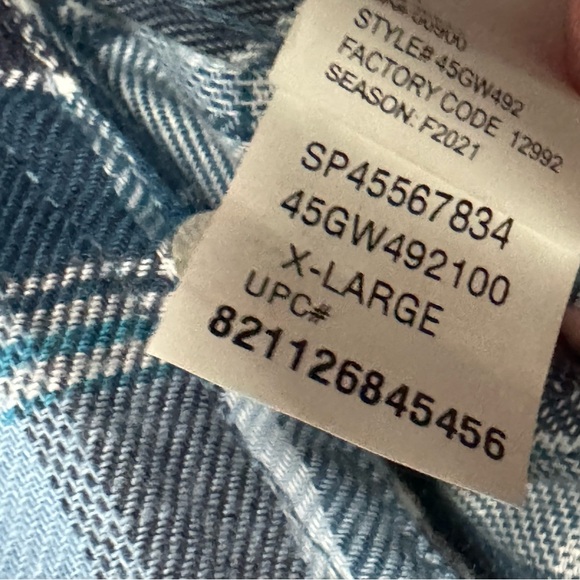 STYLE# 45GW492
FACTORY CODE 12992
SEASON: F2021
SP45567834
45GW492100
X-LARGE
UPC#
821126845456